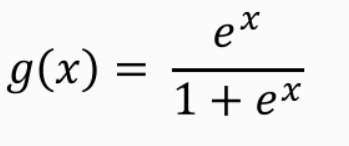 g(x) = e^x / (1 + e^x)